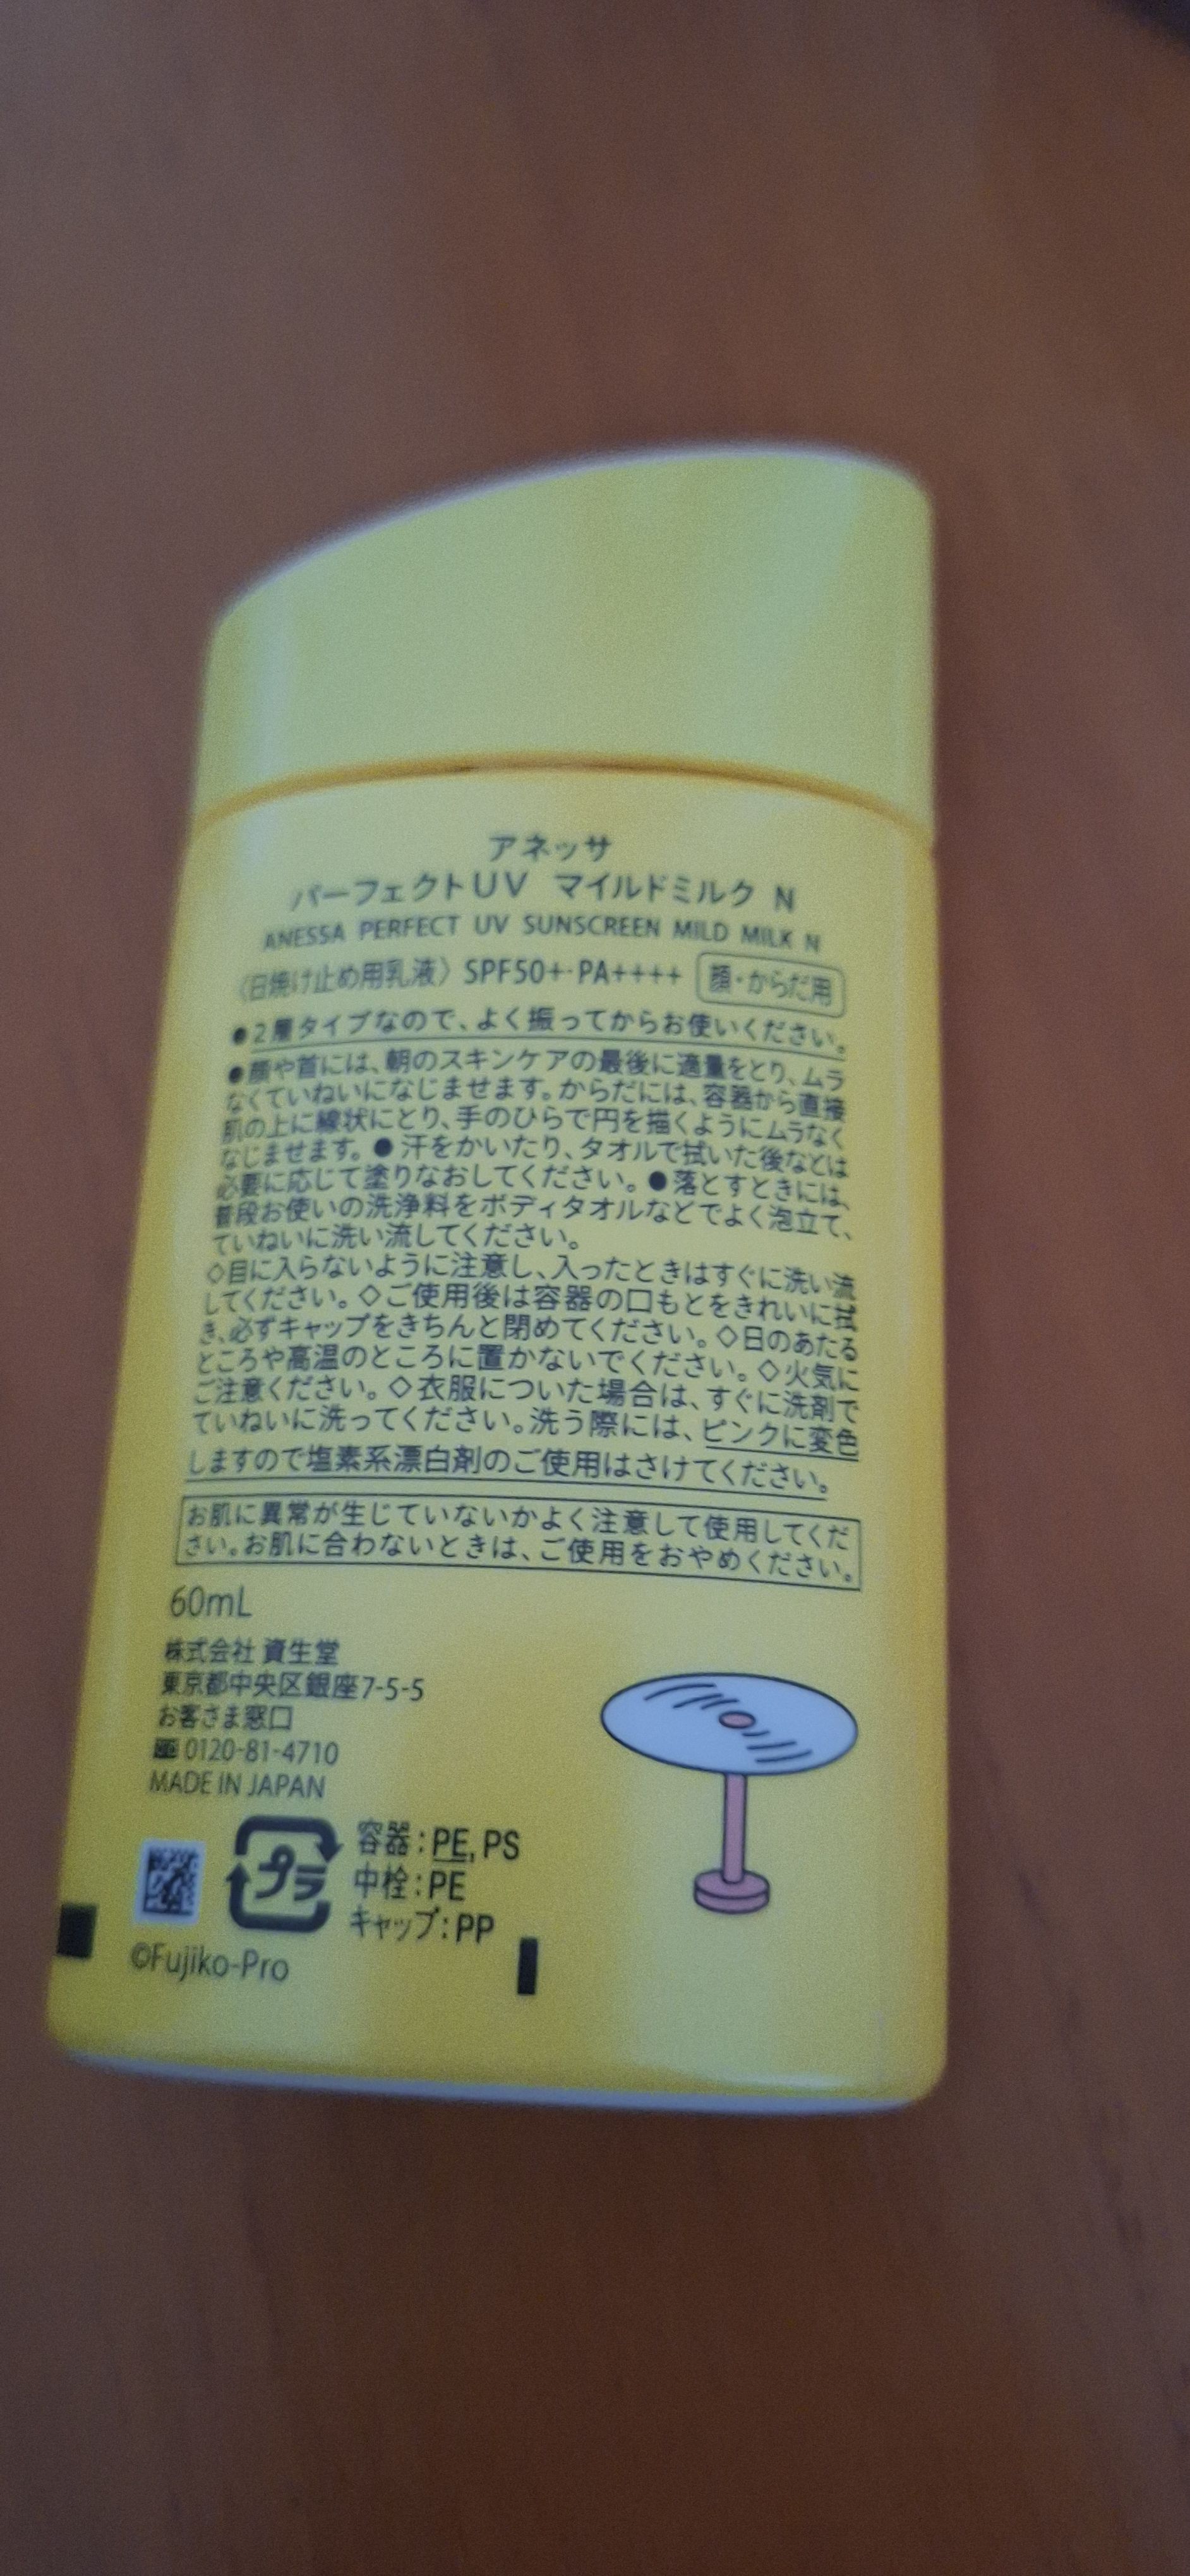 アネッサ
パーフェクトUV マイルドミルク N
ANESSA PERFECT UV SUNSCREEN MILD MILK N
〈日焼け止め用乳液〉SPF50+・PA++++ 顔・からだ用
●2層タイプなので、よく振ってからお使いください。
●顔や首には、朝のスキンケアの最後に適量をとり、ムラ
なくていねいになじませます。からだには、容器から直接
肌の上に線状にとり、手のひらで円を描くようにムラなく
なじませます。●汗をかいたり、タオルで拭いた後などは
必要に応じて塗りなおしてください。●落とすときには、
普段お使いの洗浄料をボディタオルなどでよく泡立て、
ていねいに洗い流してください。
◇目に入らないように注意し、入ったときはすぐに洗い流
してください。◇ご使用後は容器の口もとをきれいに拭
き、必ずキャップをきちんと閉めてください。◇日のあたる
ところや高温のところに置かないでください。◇火気に
ご注意ください。◇衣服についた場合は、すぐに洗剤で
ていねいに洗ってください。洗う際には、ピンクに変色
しますので塩素系漂白剤のご使用はさけてください。
お肌に異常が生じていないかよく注意して使用してくだ
さい。お肌に合わないときは、ご使用をおやめください。
60mL
株式会社 資生堂
東京都中央区銀座7-5-5
お客さま窓口
0120-81-4710
MADE IN JAPAN
プラ
容器:PE, PS
中栓:PE
キャップ:PP
©Fujiko-Pro